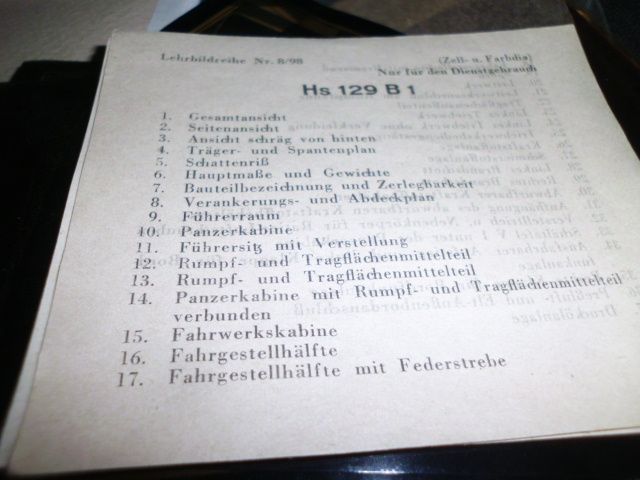 Lehrbildreihe Nr. 8/98
(Zell- u. Farbdia)
Nur für den Dienstgebrauch
Hs 129 B 1
1. Gesamtansicht
2. Seitenansicht
3. Ansicht schräg von hinten
4. Träger- und Spantenplan
5. Schattenriß
6. Hauptmaße und Gewichte
7. Bauteilbezeichnung und Zerlegbarkeit
8. Verankerungs- und Abdeckplan
9. Führerraum
10. Panzerkabine
11. Führersitz mit Verstellung
12. Rumpf- und Tragflächenmittelteil
13. Rumpf- und Tragflächenmittelteil
14. Panzerkabine mit Rumpf- und Tragflächenmittelteil
verbunden
15. Fahrwerkskabine
16. Fahrgestellhälfte
17. Fahrgestellhälfte mit Federstrebe